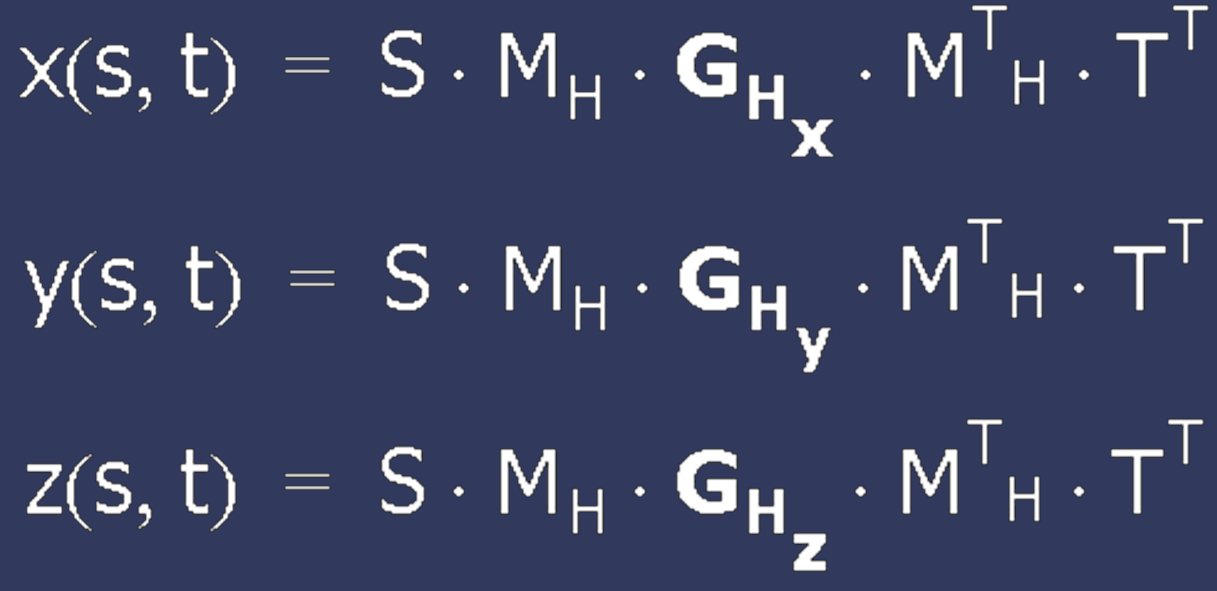 x(s, t) = S · M_H · G_{H_x} · M^T_H · T^T
y(s, t) = S · M_H · G_{H_y} · M^T_H · T^T
z(s, t) = S · M_H · G_{H_z} · M^T_H · T^T